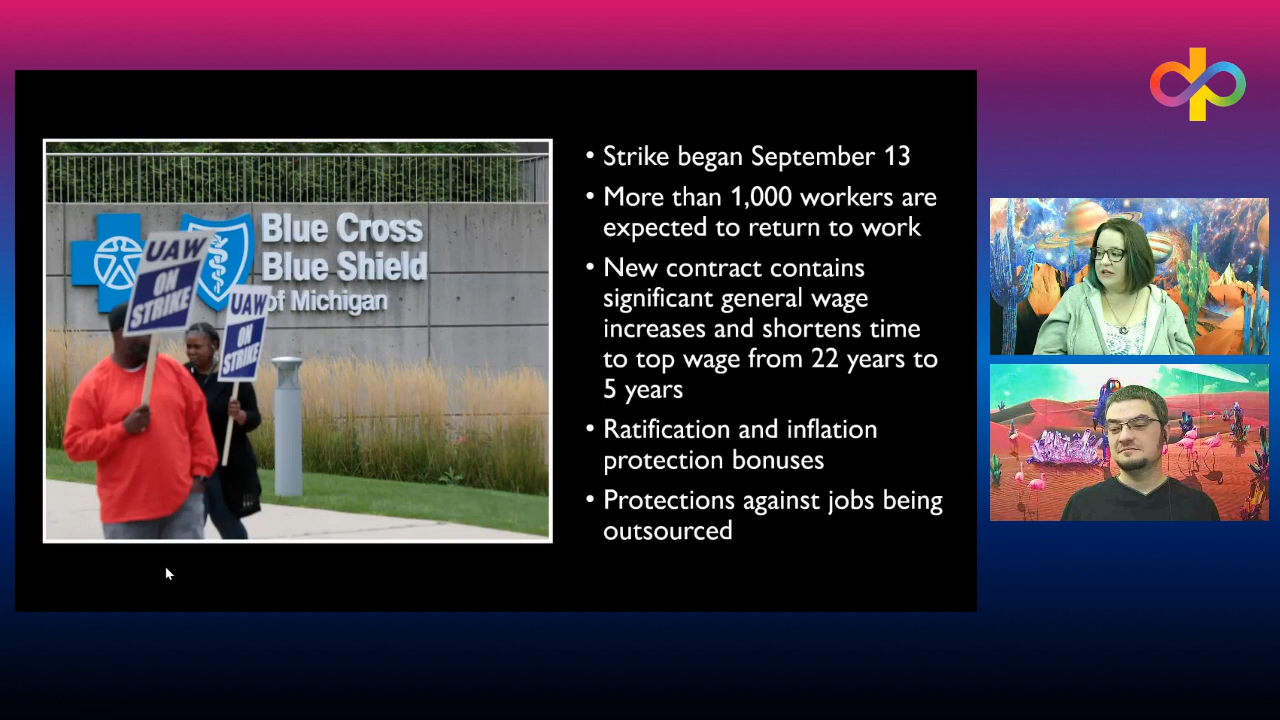 Blue Cross
Blue Shield
of Michigan
UAW
ON
STRIKE
UAW
ON
STRIKE
• Strike began September 13
• More than 1,000 workers are
expected to return to work
• New contract contains
significant general wage
increases and shortens time
to top wage from 22 years to
5 years
• Ratification and inflation
protection bonuses
• Protections against jobs being
outsourced